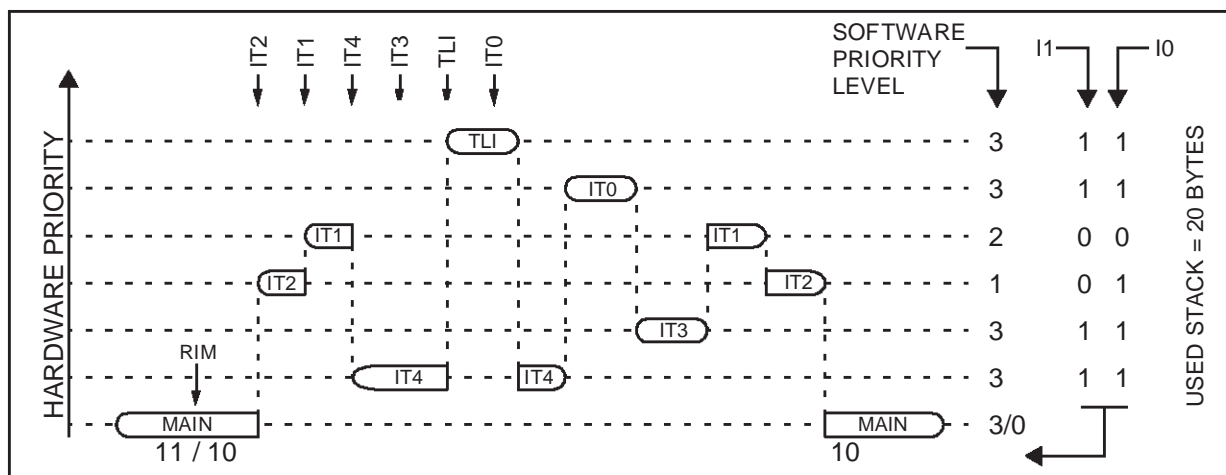 IT2
IT1
IT4
IT3
TLI
IT0
SOFTWARE
PRIORITY
LEVEL
I1
I0
HARDWARE PRIORITY
USED STACK = 20 BYTES
TLI
3
1 1
IT0
3
1 1
IT1
IT1
2
0 0
IT2
IT2
1
0 1
IT3
3
1 1
RIM
IT4
IT4
3
1 1
MAIN
MAIN
3/0
11 / 10
10